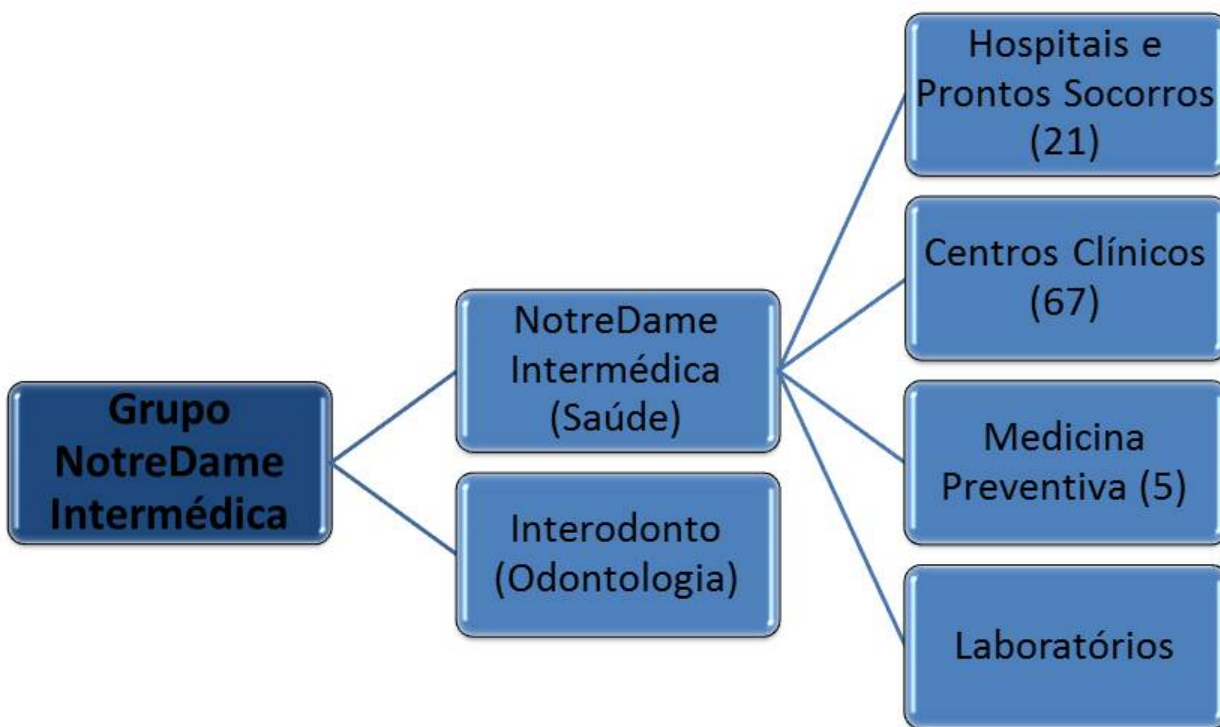 Grupo
NotreDame
Intermédica
NotreDame
Intermédica
(Saúde)
Interodonto
(Odontologia)
Hospitais e
Prontos Socorros
(21)
Centros Clínicos
(67)
Medicina
Preventiva (5)
Laboratórios